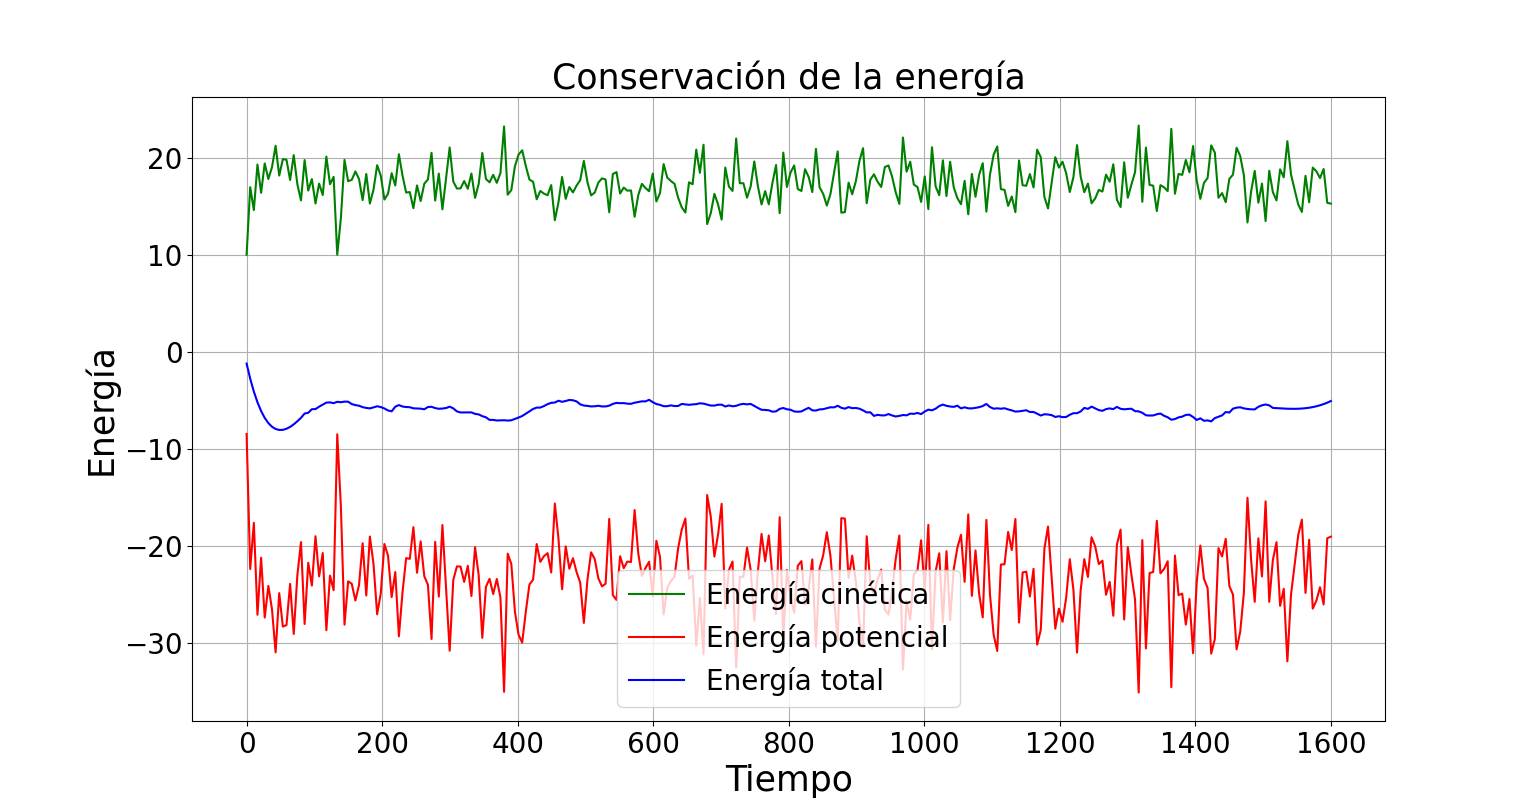 Conservación de la energía
Energía
20
10
0
−10
−20
−30
Energía cinética
Energía potencial
Energía total
0 200 400 600 800 1000 1200 1400 1600
Tiempo